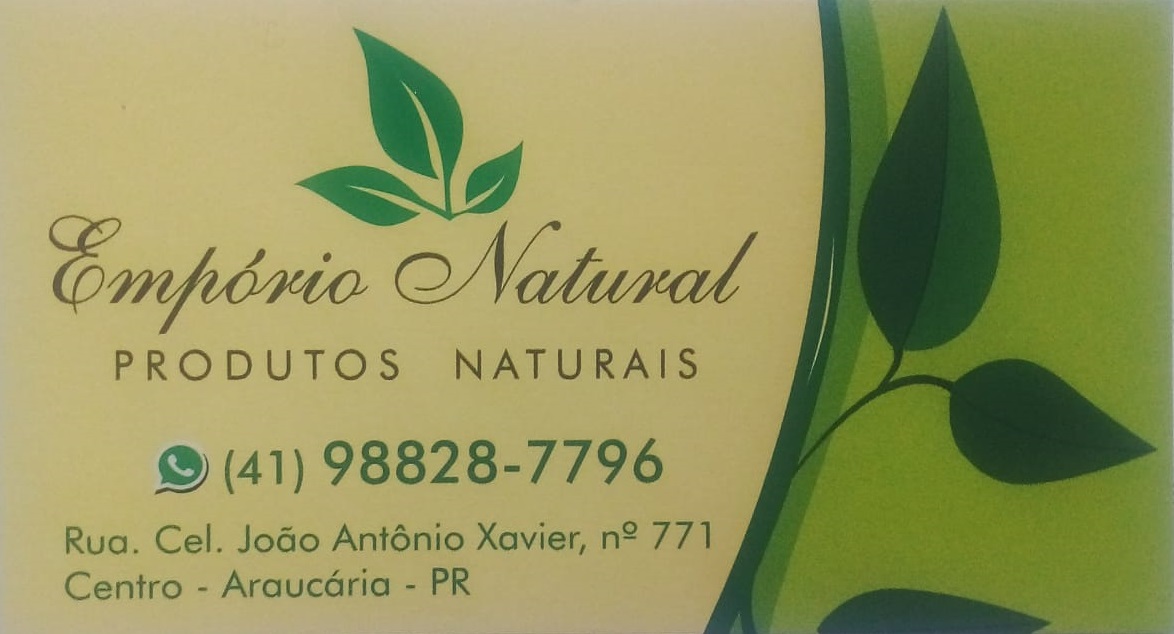 Empório Natural
PRODUTOS NATURAIS
(41) 98828-7796
Rua. Cel. João Antônio Xavier, nº 771
Centro - Araucária - PR